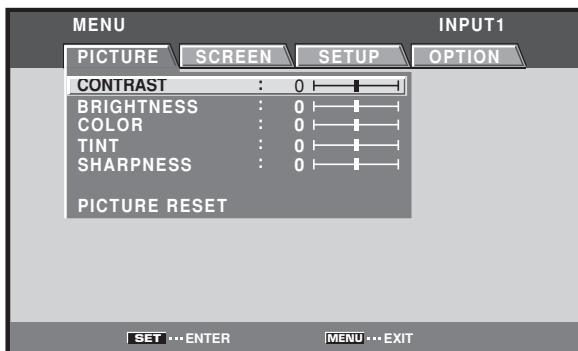 MENU INPUT1
PICTURE SCREEN SETUP OPTION
CONTRAST : 0
BRIGHTNESS : 0
COLOR : 0
TINT : 0
SHARPNESS : 0
PICTURE RESET
SET ··· ENTER MENU ··· EXIT